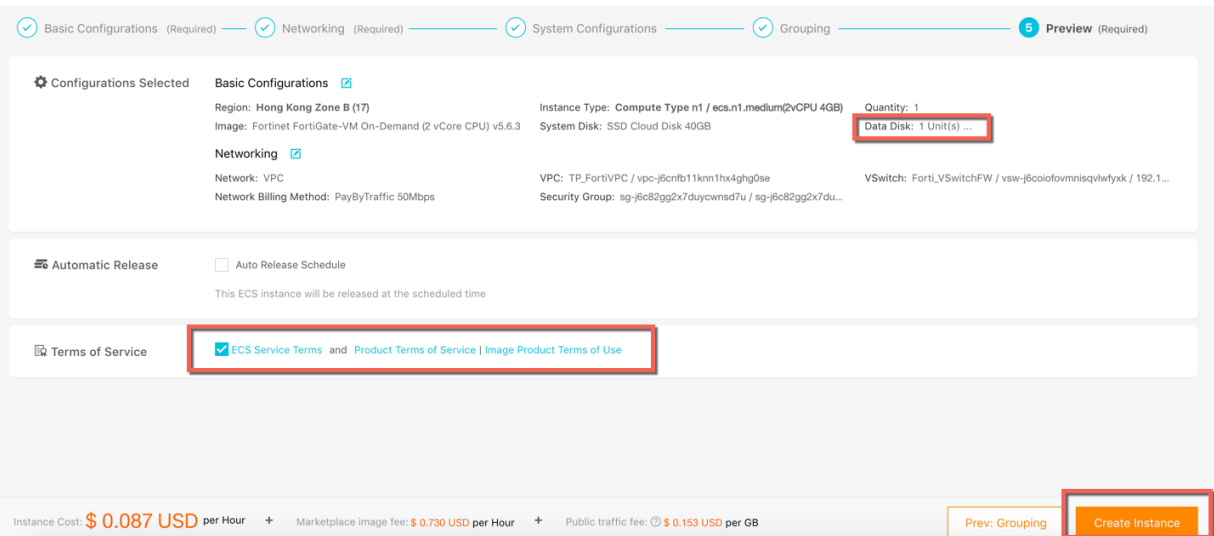 Basic Configurations (Required) Networking (Required) System Configurations Grouping 5 Preview (Required)
Configurations Selected Basic Configurations
Region: Hong Kong Zone B (17) Instance Type: Compute Type n1 / ecs.n1.medium(2vCPU 4GB) Quantity: 1
Image: Fortinet FortiGate-VM On-Demand (2 vCore CPU) v5.6.3 System Disk: SSD Cloud Disk 40GB Data Disk: 1 Unit(s) ...
Networking
Network: VPC VPC: TP_FortiVPC / vpc-j6cnfb11knn1hx4ghg0se VSwitch: Forti_VSwitchFW / vsw-j6coiofovmnisqvlwfyxk / 192.1...
Network Billing Method: PayByTraffic 50Mbps Security Group: sg-j6c82gg2x7duycwnsd7u / sg-j6c82gg2x7du...
Automatic Release Auto Release Schedule
This ECS instance will be released at the scheduled time
Terms of Service ECS Service Terms and Product Terms of Service | Image Product Terms of Use
Instance Cost: $ 0.087 USD per Hour + Marketplace image fee: $ 0.730 USD per Hour + Public traffic fee: $ 0.153 USD per GB Prev: Grouping Create Instance